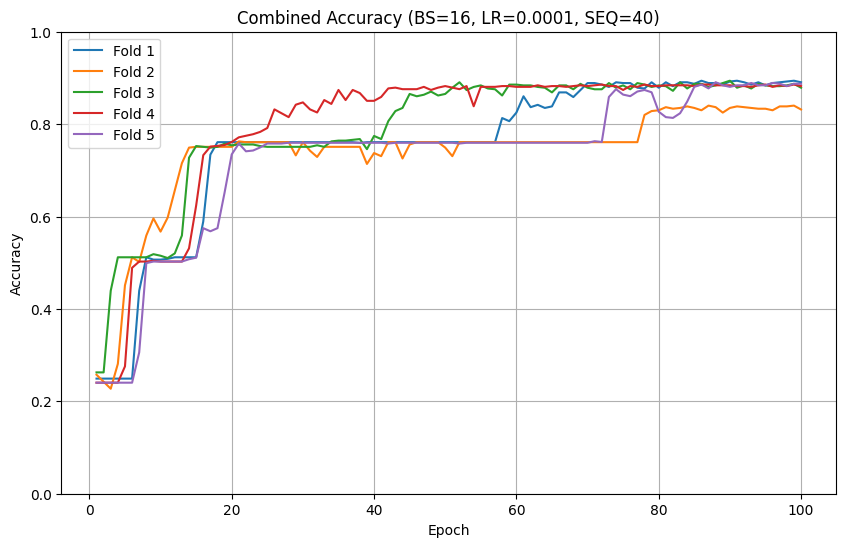 Combined Accuracy (BS=16, LR=0.0001, SEQ=40)
Fold 1
Fold 2
Fold 3
Fold 4
Fold 5
1.0
0.8
0.6
0.4
0.2
0.0
Accuracy
0
20
40
60
80
100
Epoch